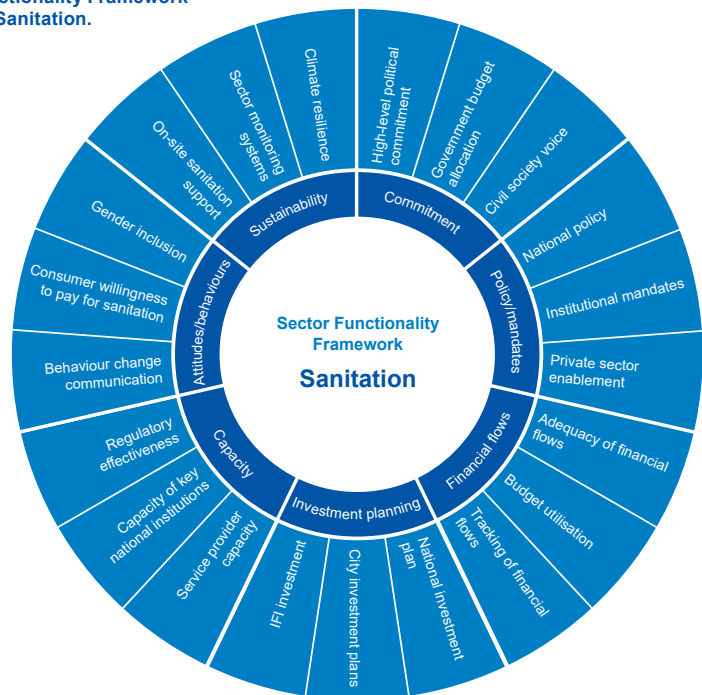 Sanitation.
Sector Functionality
Framework
Sanitation
Commitment
High-level political
commitment
Government budget
allocation
Civil society voice
Policy/mandates
National policy
Institutional mandates
Private sector
enablement
Financial flows
Adequacy of financial
flows
Budget utilisation
Tracking of financial
flows
Investment planning
National investment
plan
City investment plans
IFI investment
Capacity
Service provider
capacity
Capacity of key
national institutions
Regulatory
effectiveness
Attitudes/behaviours
Behaviour change
communication
Consumer willingness
to pay for sanitation
Gender inclusion
Sustainability
On-site sanitation
support
Sector monitoring
systems
Climate resilience